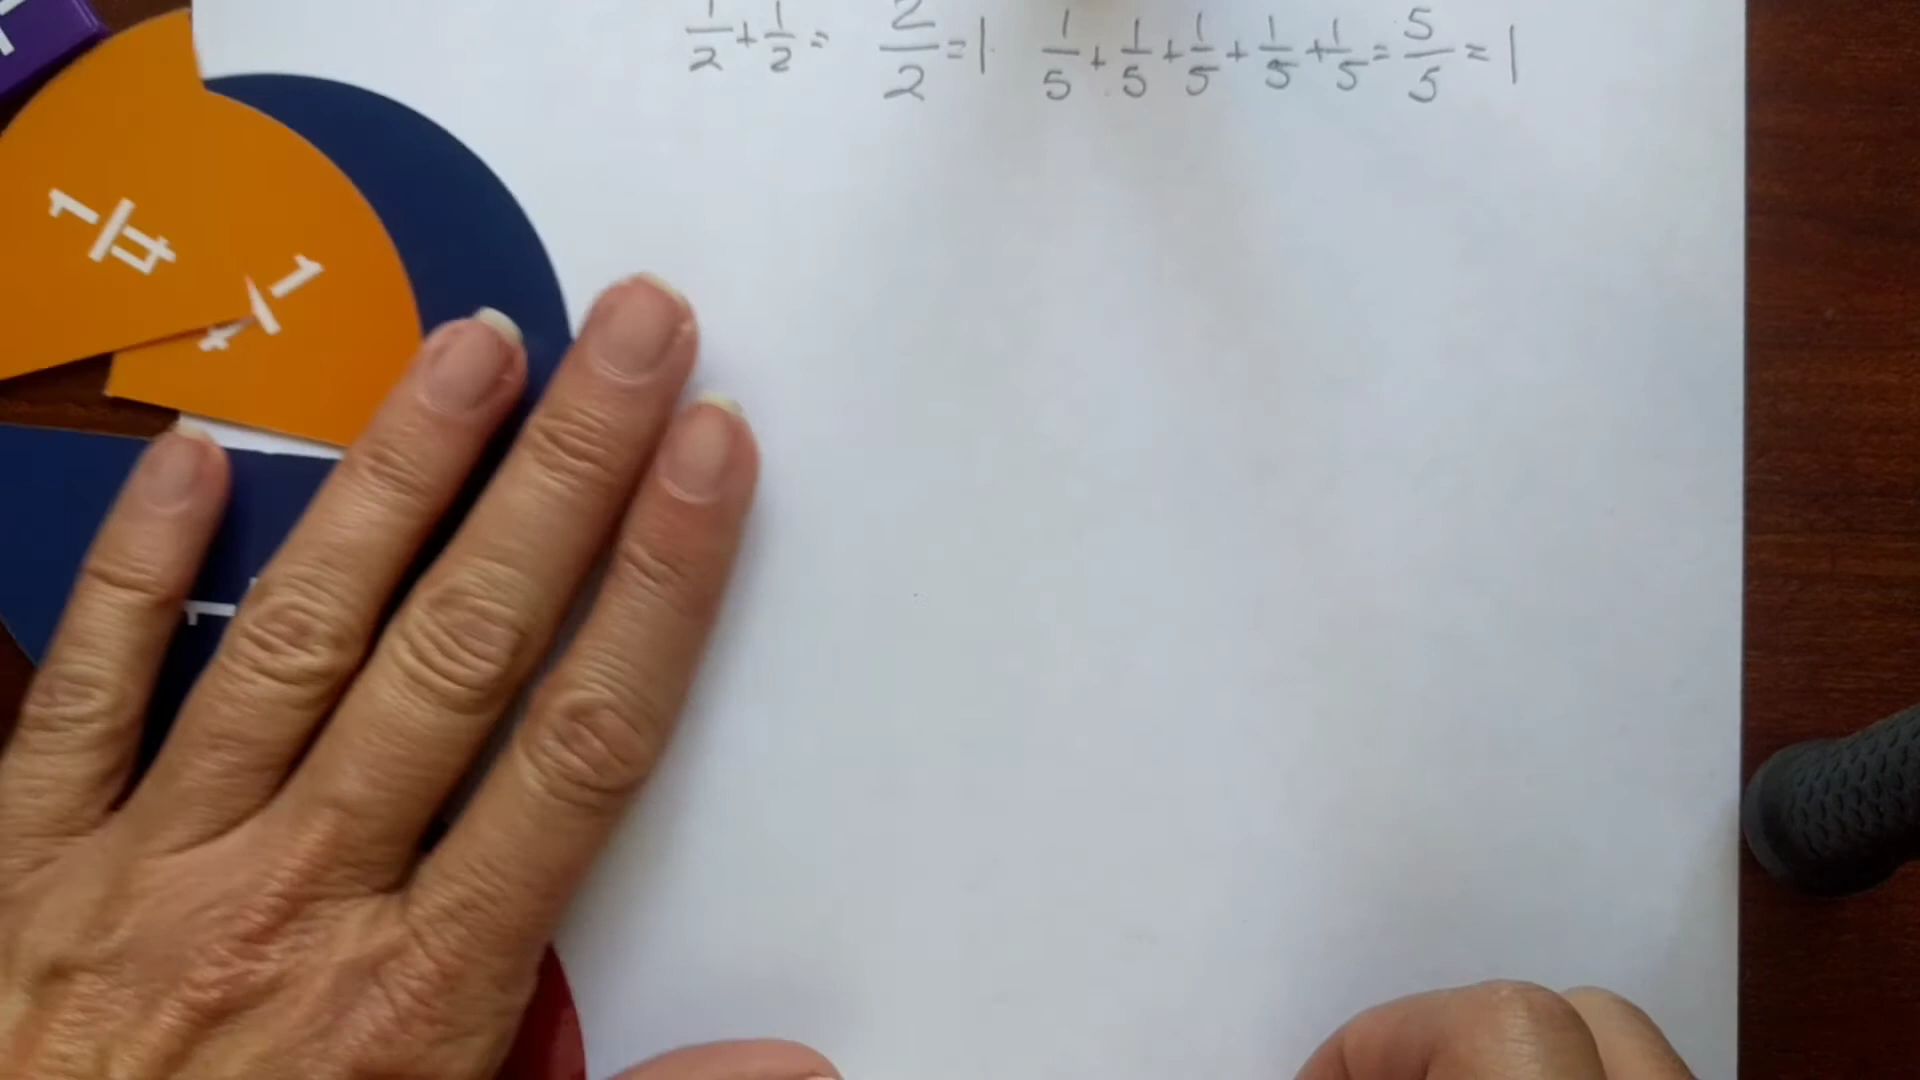 1/2 + 1/2 = 2/2 = 1 1/5 + 1/5 + 1/5 + 1/5 + 1/5 = 5/5 = 1
1/4
1/4
1